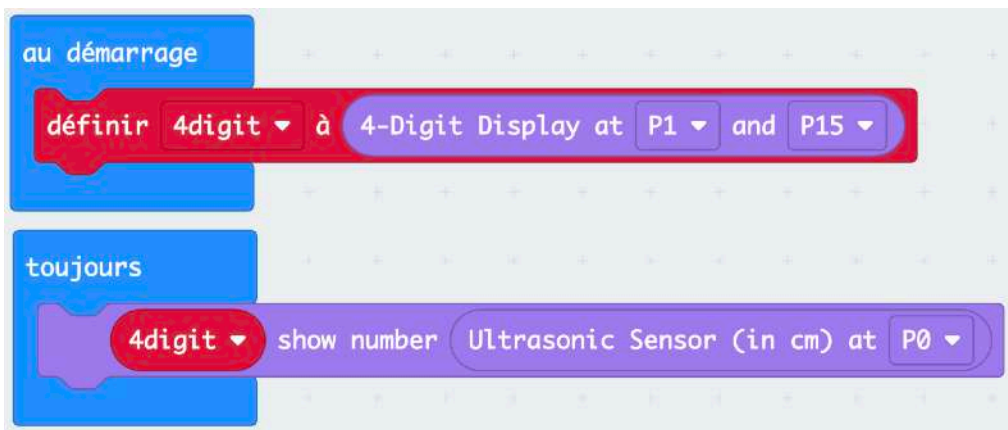 au démarrage
définir 4digit à 4-Digit Display at P1 and P15
toujours
4digit show number Ultrasonic Sensor (in cm) at P0